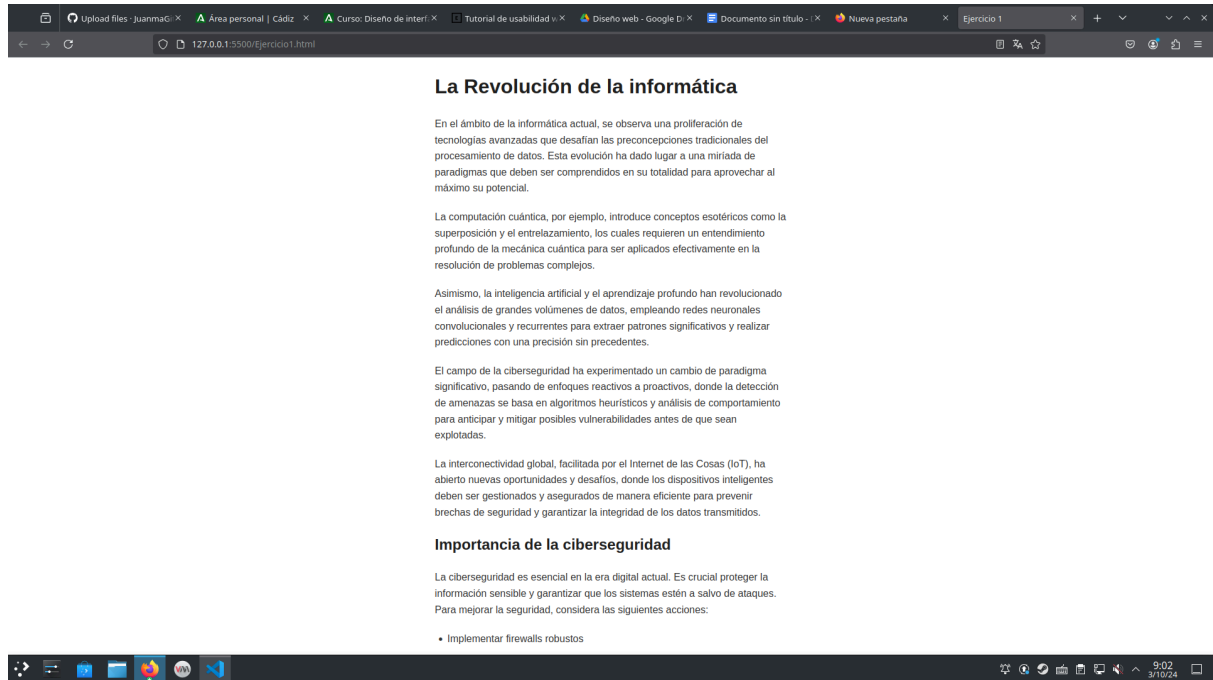 Upload files · JuanmaGi
Área personal | Cádiz
Curso: Diseño de interf
Tutorial de usabilidad w
Diseño web - Google Dr
Documento sin título -
Nueva pestaña
Ejercicio 1
127.0.0.1:5500/Ejercicio1.html
La Revolución de la informática
En el ámbito de la informática actual, se observa una proliferación de
tecnologías avanzadas que desafían las preconcepciones tradicionales del
procesamiento de datos. Esta evolución ha dado lugar a una miríada de
paradigmas que deben ser comprendidos en su totalidad para aprovechar al
máximo su potencial.
La computación cuántica, por ejemplo, introduce conceptos esotéricos como la
superposición y el entrelazamiento, los cuales requieren un entendimiento
profundo de la mecánica cuántica para ser aplicados efectivamente en la
resolución de problemas complejos.
Asimismo, la inteligencia artificial y el aprendizaje profundo han revolucionado
el análisis de grandes volúmenes de datos, empleando redes neuronales
convolucionales y recurrentes para extraer patrones significativos y realizar
predicciones con una precisión sin precedentes.
El campo de la ciberseguridad ha experimentado un cambio de paradigma
significativo, pasando de enfoques reactivos a proactivos, donde la detección
de amenazas se basa en algoritmos heurísticos y análisis de comportamiento
para anticipar y mitigar posibles vulnerabilidades antes de que sean
explotadas.
La interconectividad global, facilitada por el Internet de las Cosas (IoT), ha
abierto nuevas oportunidades y desafíos, donde los dispositivos inteligentes
deben ser gestionados y asegurados de manera eficiente para prevenir
brechas de seguridad y garantizar la integridad de los datos transmitidos.
Importancia de la ciberseguridad
La ciberseguridad es esencial en la era digital actual. Es crucial proteger la
información sensible y garantizar que los sistemas estén a salvo de ataques.
Para mejorar la seguridad, considera las siguientes acciones:
• Implementar firewalls robustos
9:02
3/10/24